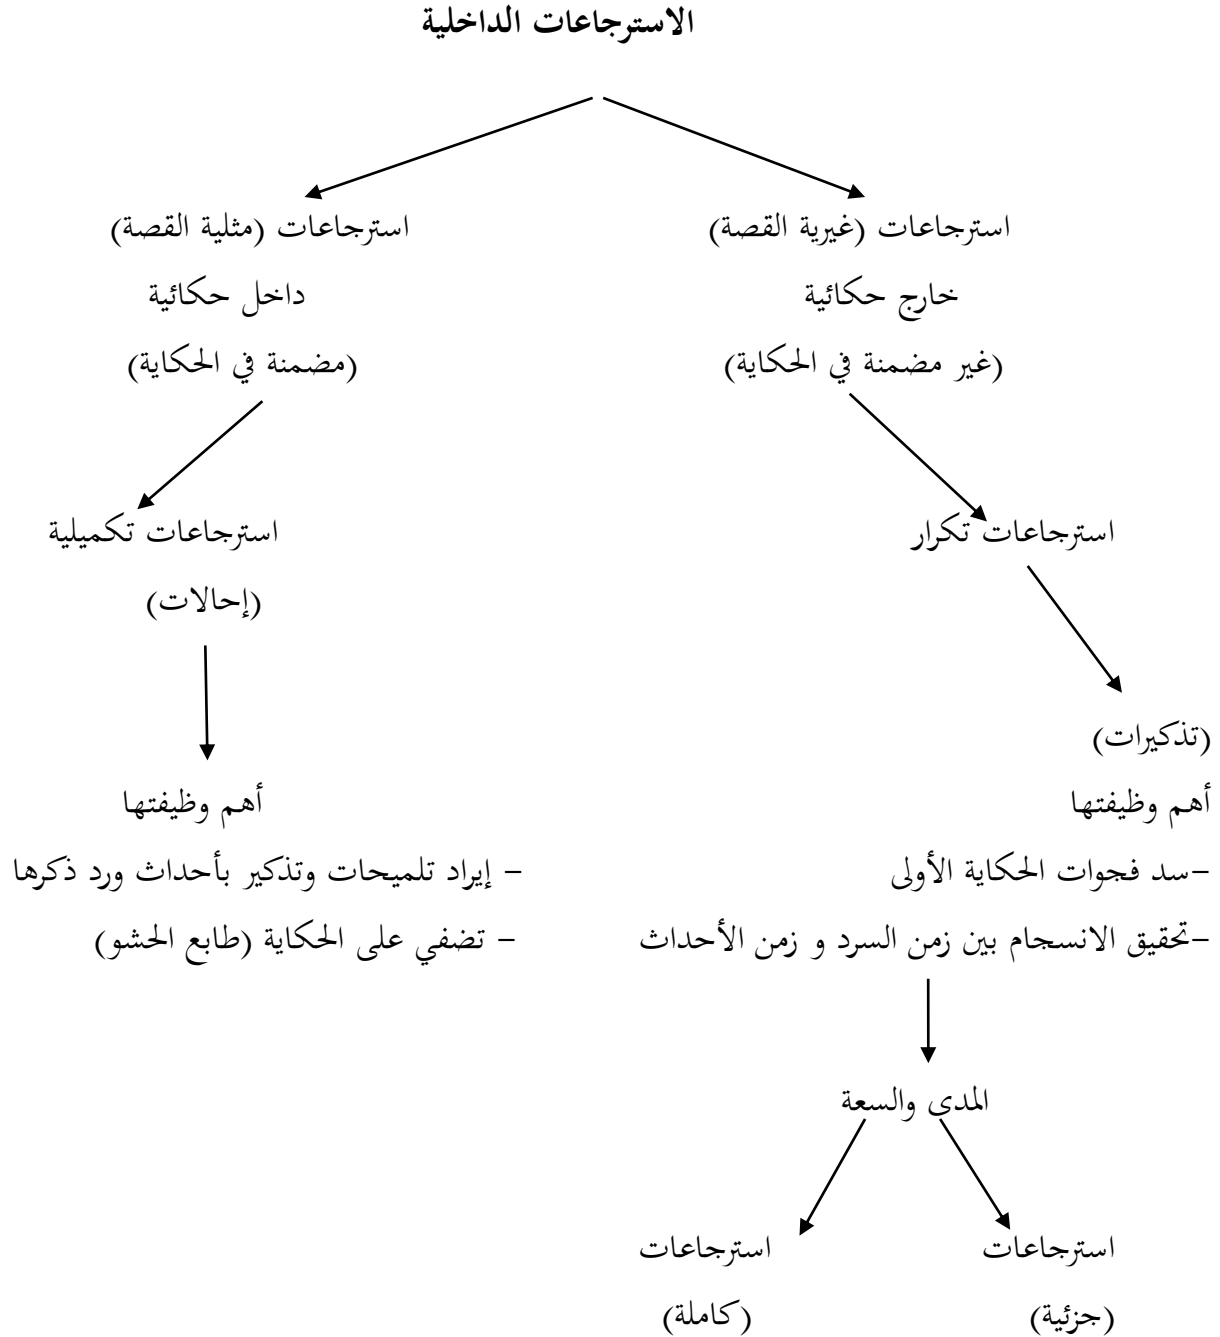 الاسترجاعات الداخلية
استرجاعات (غيرية القصة)
خارج حكائية
(غير مضمنة في الحكاية)
استرجاعات (مثلية القصة)
داخل حكائية
(مضمنة في الحكاية)
استرجاعات تكرار
استرجاعات تكميلية
(إحالات)
(تذكيرات)
أهم وظيفتها
-سد فجوات الحكاية الأولى
-تحقيق الانسجام بين زمن السرد و زمن الأحداث
أهم وظيفتها
- إيراد تلميحات وتذكير بأحداث ورد ذكرها
- تضفي على الحكاية (طابع الحشو)
المدى والسعة
استرجاعات
(جزئية)
استرجاعات
(كاملة)